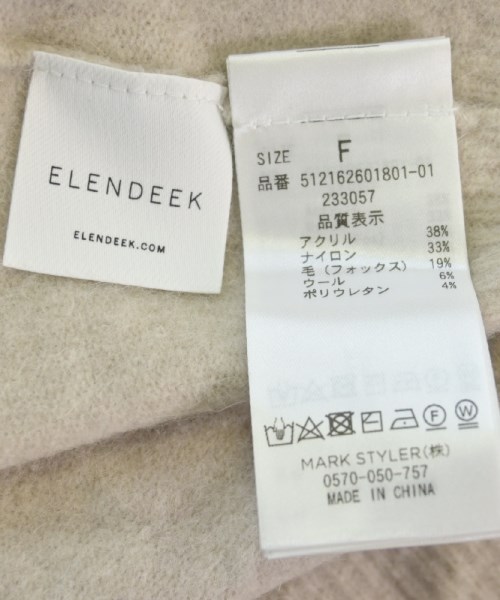 ELENDEEK
ELENDEEK.COM
SIZE F
品番 512162601801-01
233057
品質表示
アクリル 38%
ナイロン 33%
毛(フォックス) 19%
ウール 6%
ポリウレタン 4%
F W
MARK STYLER(株)
0570-050-757
MADE IN CHINA